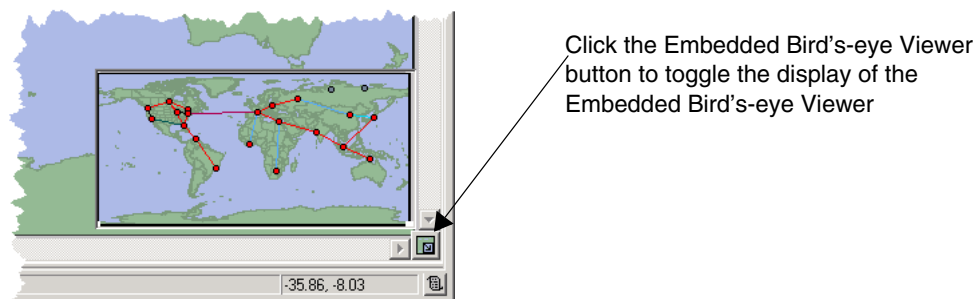 Click the Embedded Bird's-eye Viewer
button to toggle the display of the
Embedded Bird's-eye Viewer
-35.86, -8.03